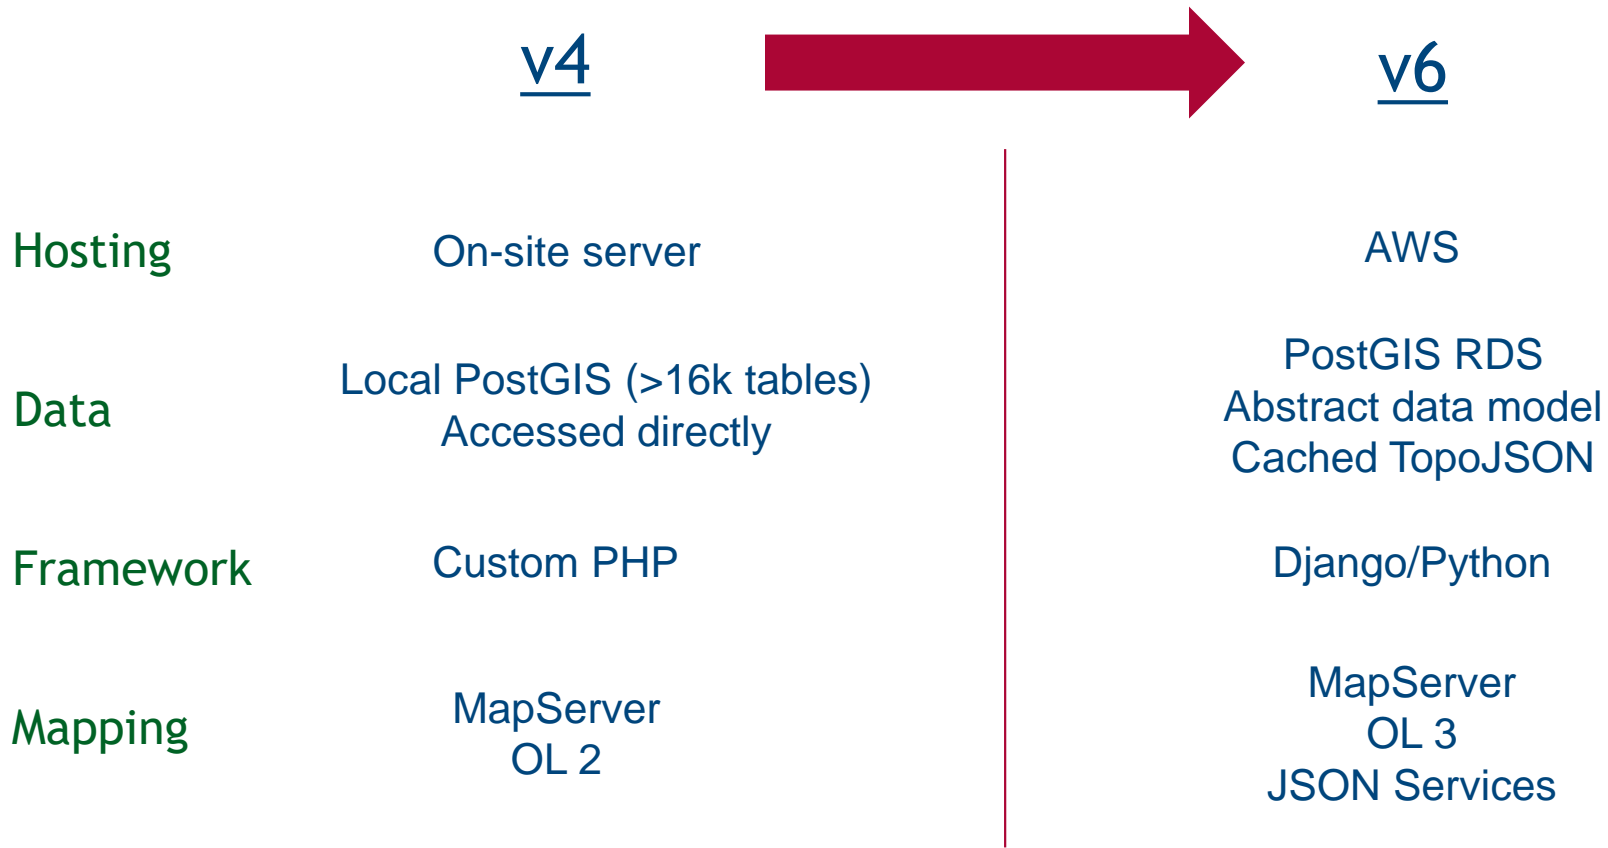 v4
v6
Hosting
On-site server
AWS
Data
Local PostGIS (>16k tables)
Accessed directly
PostGIS RDS
Abstract data model
Cached TopoJSON
Framework
Custom PHP
Django/Python
Mapping
MapServer
OL 2
MapServer
OL 3
JSON Services